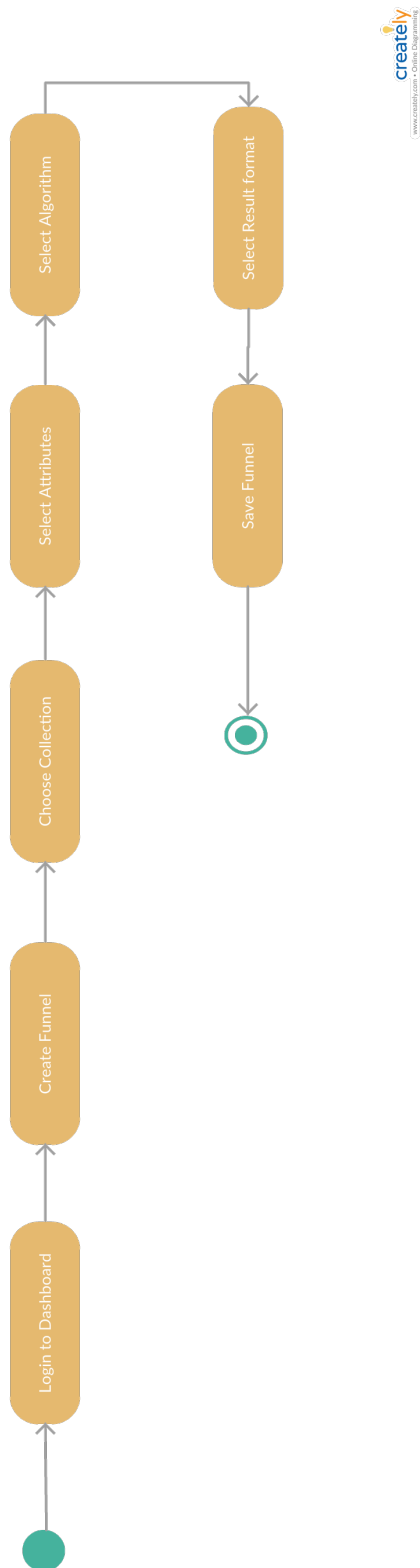 Login to Dashboard
Create Funnel
Choose Collection
Select Attributes
Select Algorithm
Select Result format
Save Funnel
creately
www.creately.com • Online Diagramming